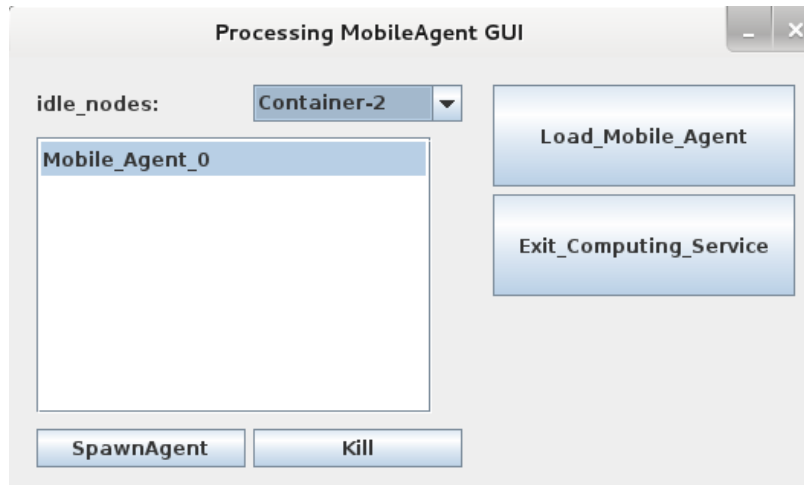 Processing MobileAgent GUI
idle_nodes:
Container-2
Mobile_Agent_0
Load_Mobile_Agent
Exit_Computing_Service
SpawnAgent
Kill